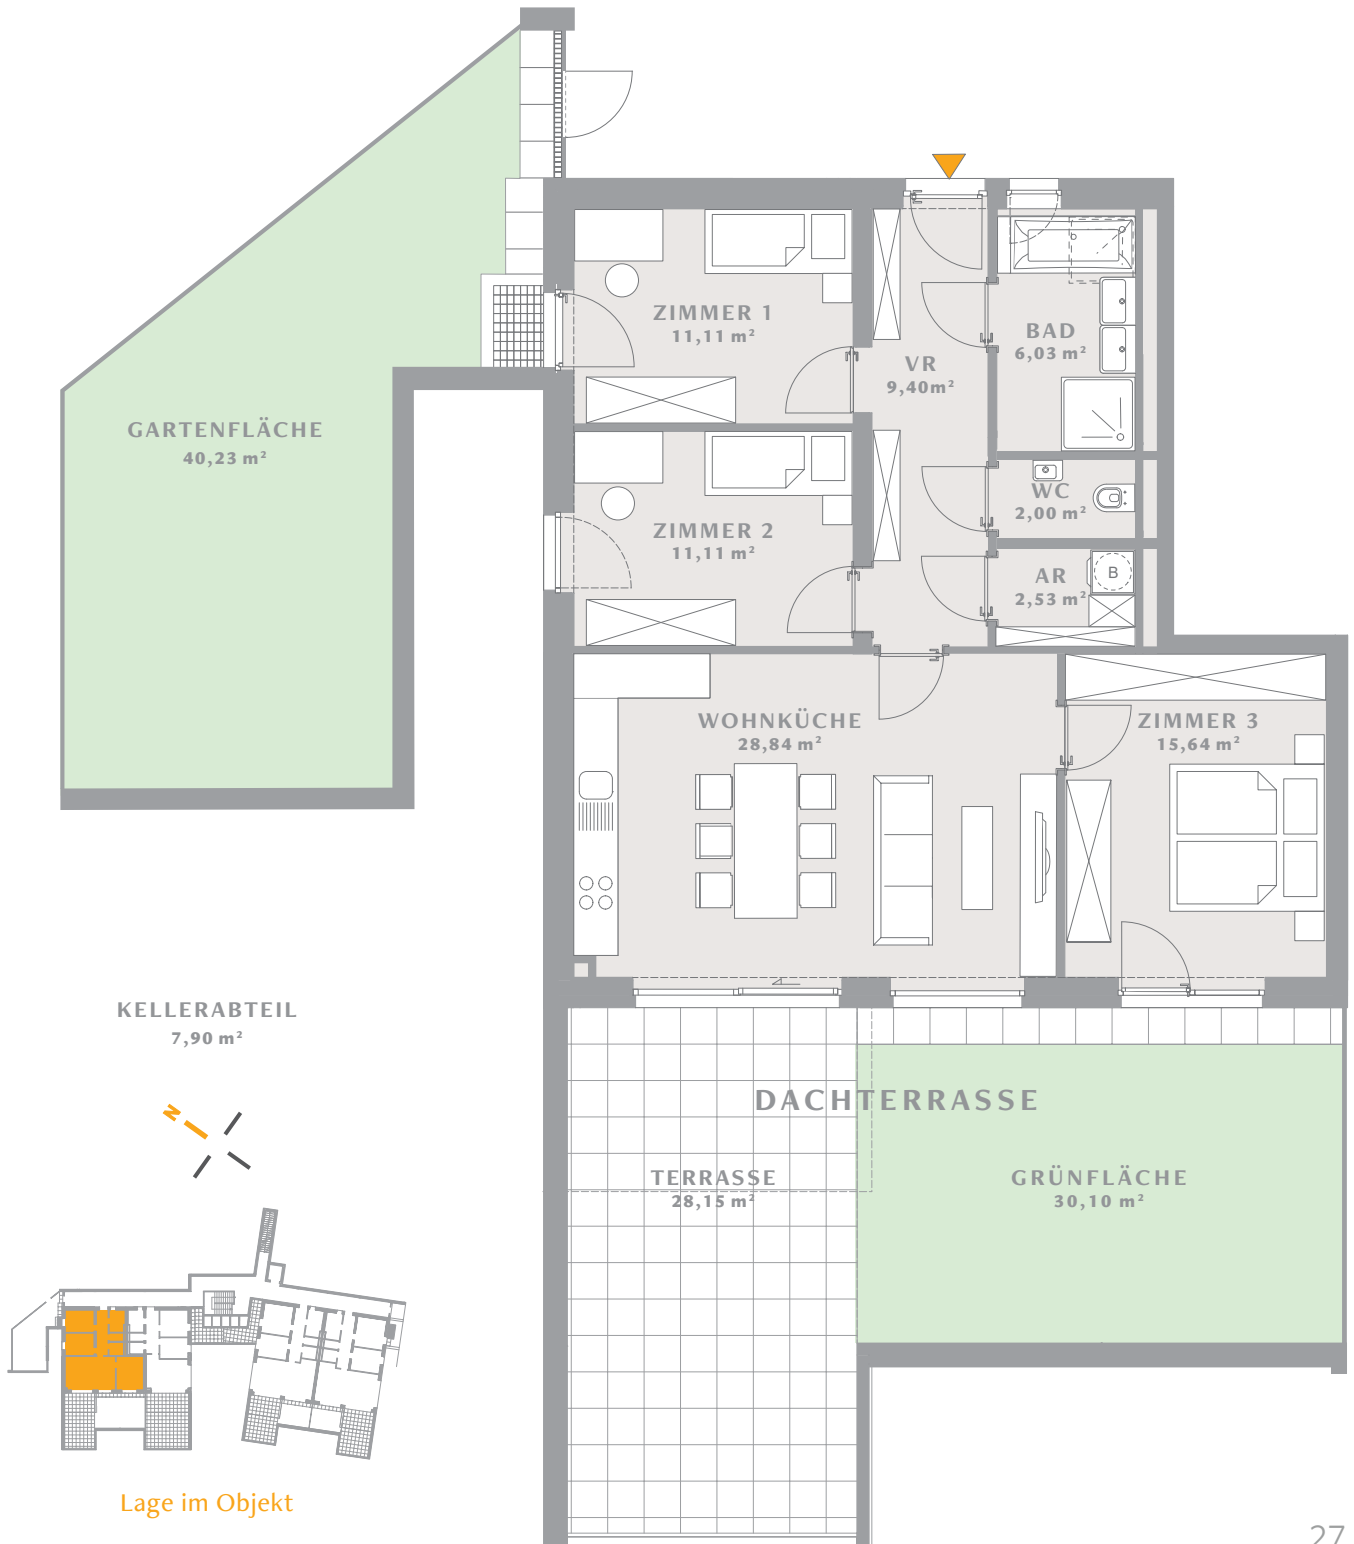 ZIMMER 1
11,11 m²
BAD
6,03 m²
VR
9,40m²
GARTENFLÄCHE
40,23 m²
WC
2,00 m²
ZIMMER 2
11,11 m²
AR
2,53 m²
B
WOHNKÜCHE
28,84 m²
ZIMMER 3
15,64 m²
KELLERABTEIL
7,90 m²
N
DACHTERRASSE
TERRASSE
28,15 m²
GRÜNFLÄCHE
30,10 m²
Lage im Objekt
27